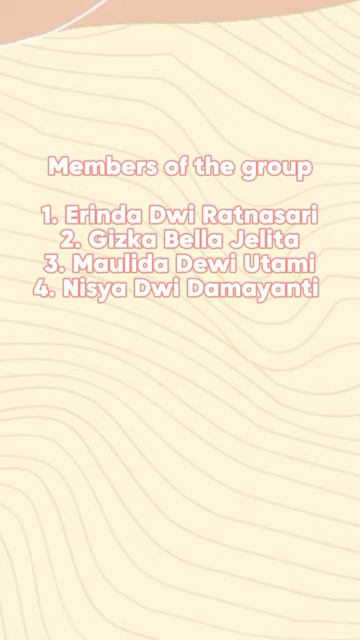 Members of the group
1. Erinda Dwi Ratnasari
2. Gizka Bella Jelita
3. Maulida Dewi Utami
4. Nisya Dwi Damayanti